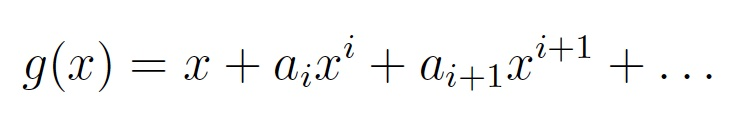 g(x) = x + a_i x^i + a_{i+1} x^{i+1} + ...